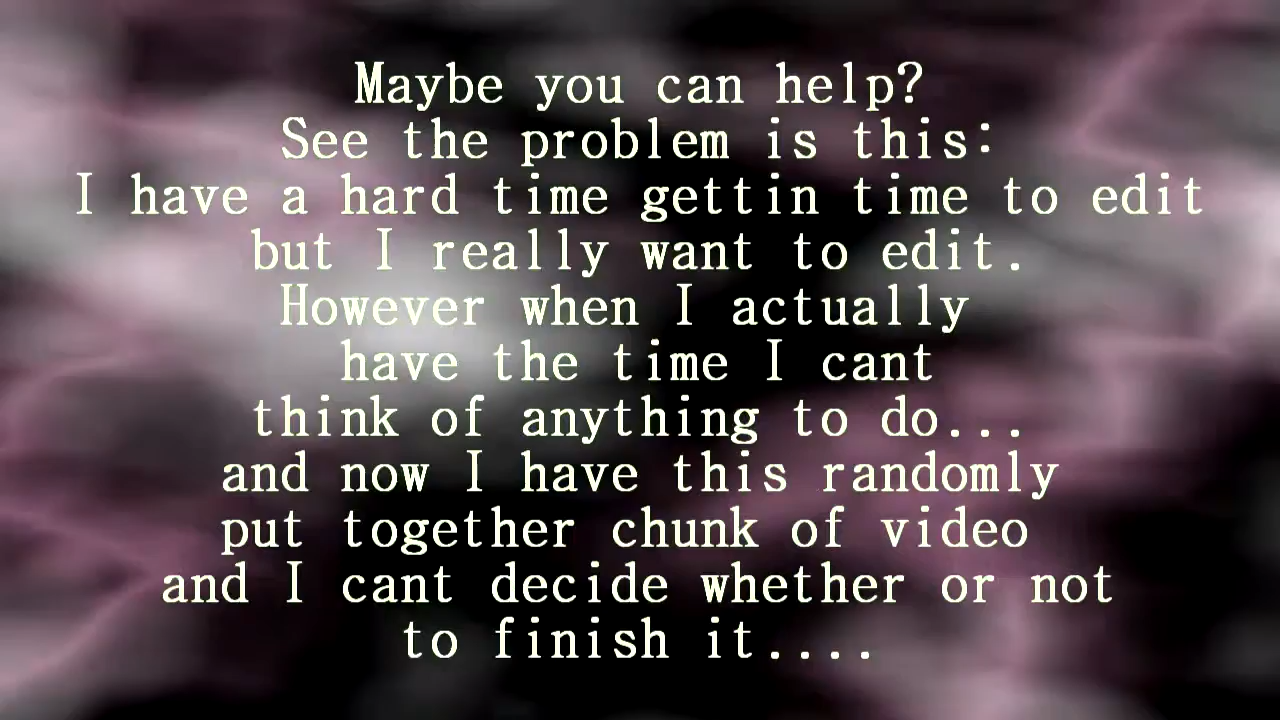 Maybe you can help?
See the problem is this:
I have a hard time gettin time to edit
but I really want to edit.
However when I actually
have the time I cant
think of anything to do...
and now I have this randomly
put together chunk of video
and I cant decide whether or not
to finish it....